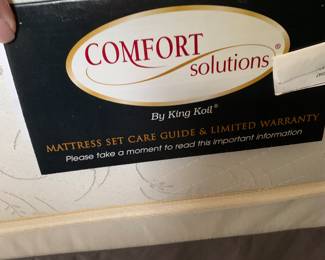 COMFORT
solutions®
By King Koil®
MATTRESS SET CARE GUIDE & LIMITED WARRANTY
Please take a moment to read this important information